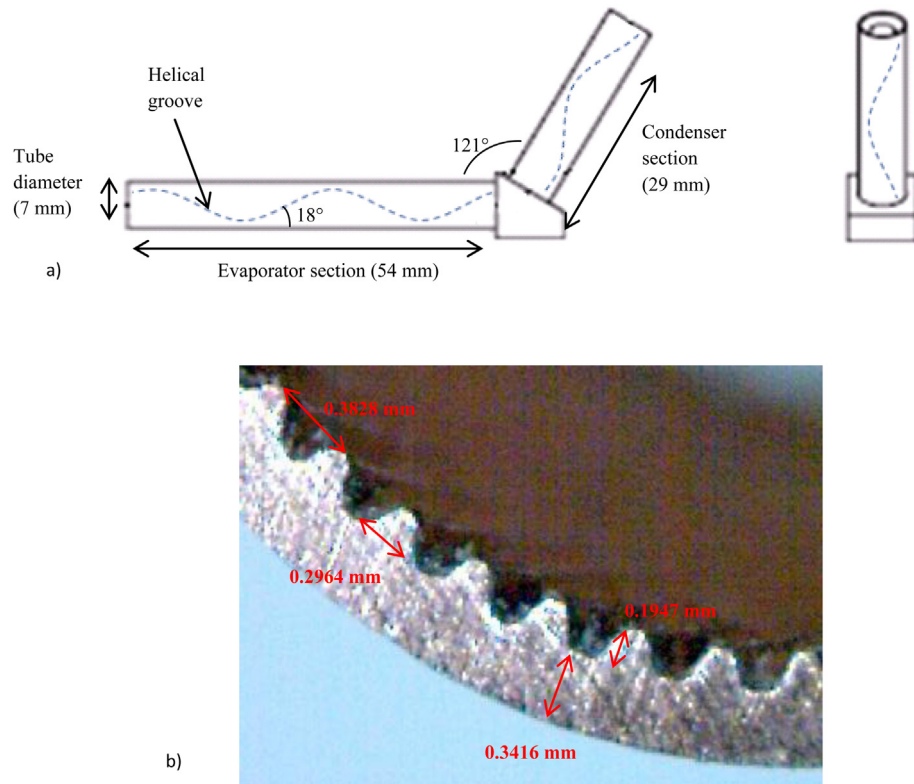 Helical
groove
Tube
diameter
(7 mm)
121°
18°
Condenser
section
(29 mm)
Evaporator section (54 mm)
a)
0.3828 mm
0.2964 mm
0.1947 mm
0.3416 mm
b)